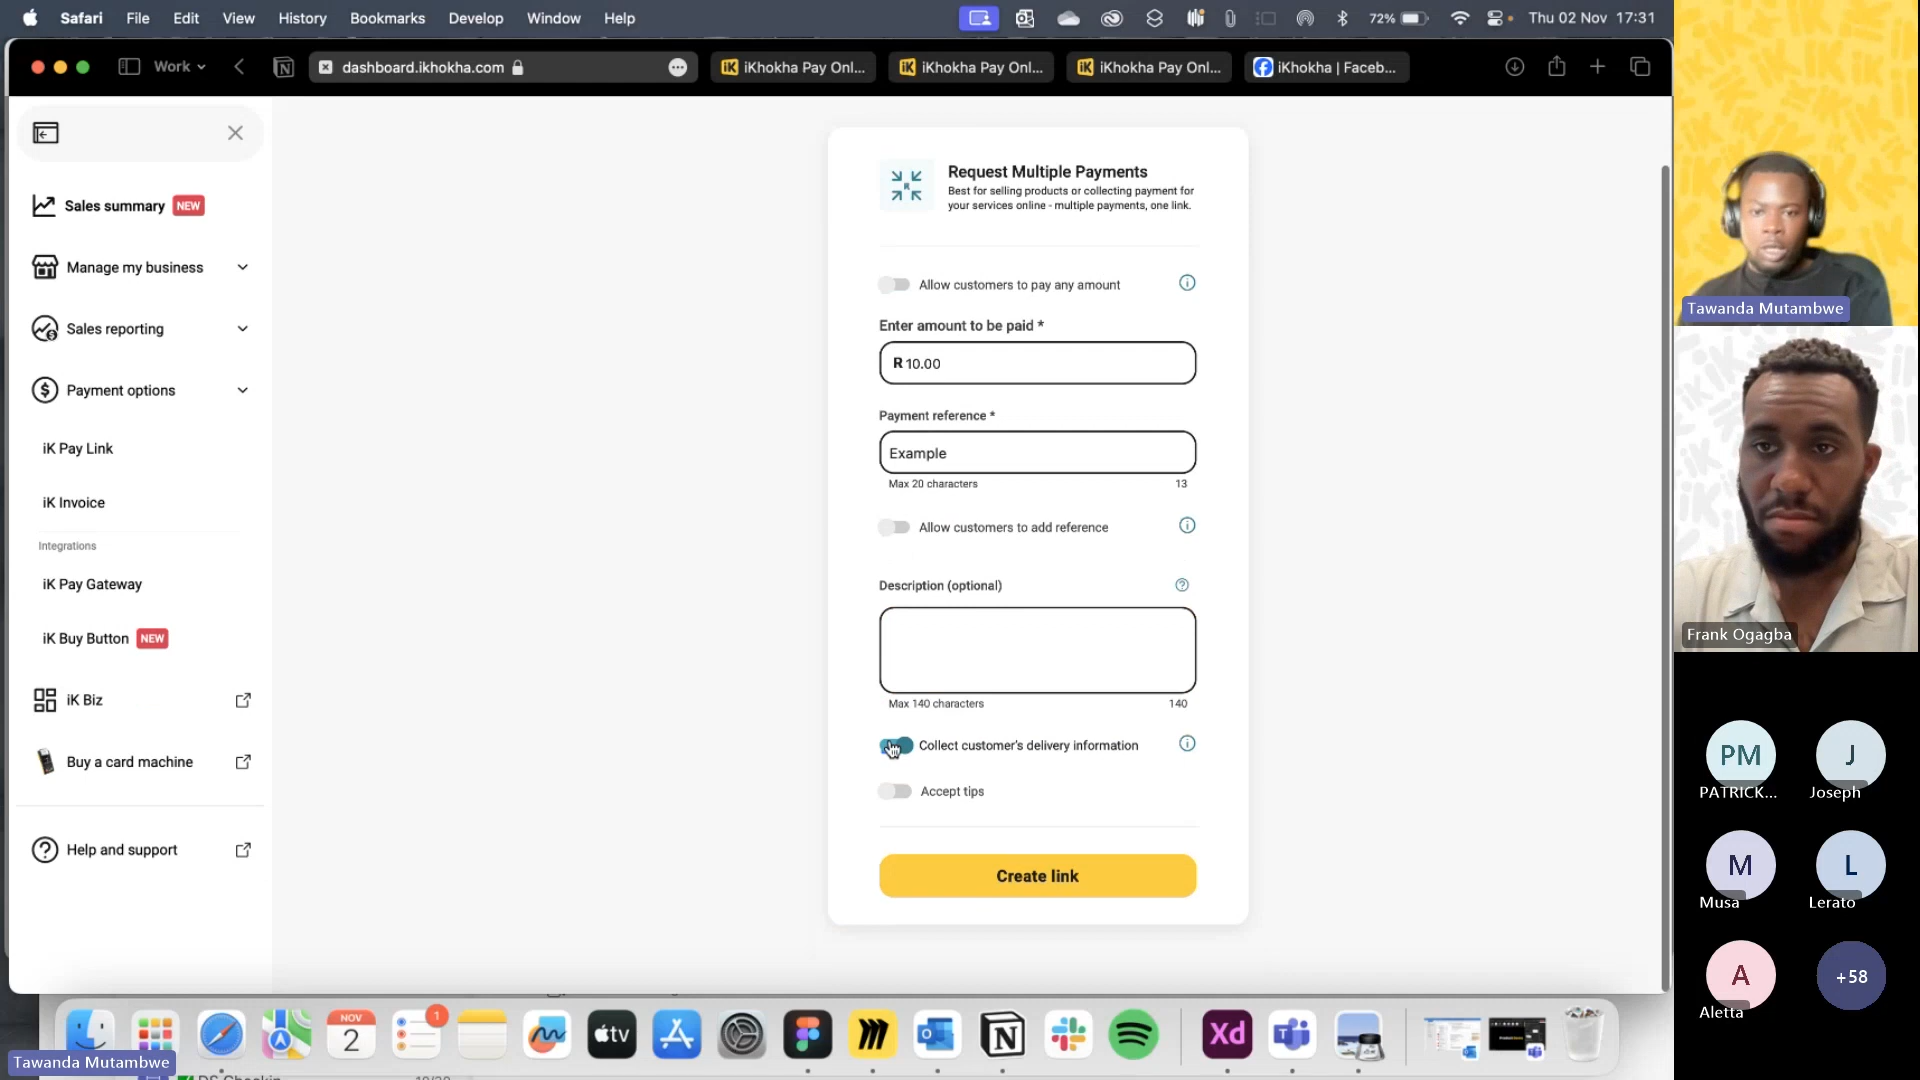 Safari File Edit View History Bookmarks Develop Window Help 72% Thu 02 Nov 17:31
Work dashboard.ikhokha.com iK iKhokha Pay Onl... iK iKhokha Pay Onl... iK iKhokha Pay Onl... iKhokha | Faceb...
Sales summary NEW
Manage my business
Sales reporting
Payment options
iK Pay Link
iK Invoice
Integrations
iK Pay Gateway
iK Buy Button NEW
iK Biz
Buy a card machine
Help and support
Request Multiple Payments
Best for selling products or collecting payment for
your services online - multiple payments, one link.
Allow customers to pay any amount
Enter amount to be paid *
R 10.00
Payment reference *
Example
Max 20 characters 13
Allow customers to add reference
Description (optional)
Max 140 characters 140
Collect customer's delivery information
Accept tips
Create link
Tawanda Mutambwe
Frank Ogagba
PM J
PATRICK... Joseph
M L
Musa Lerato
A +58
Aletta
NOV
2
1
tv
Xd
Tawanda Mutambwe